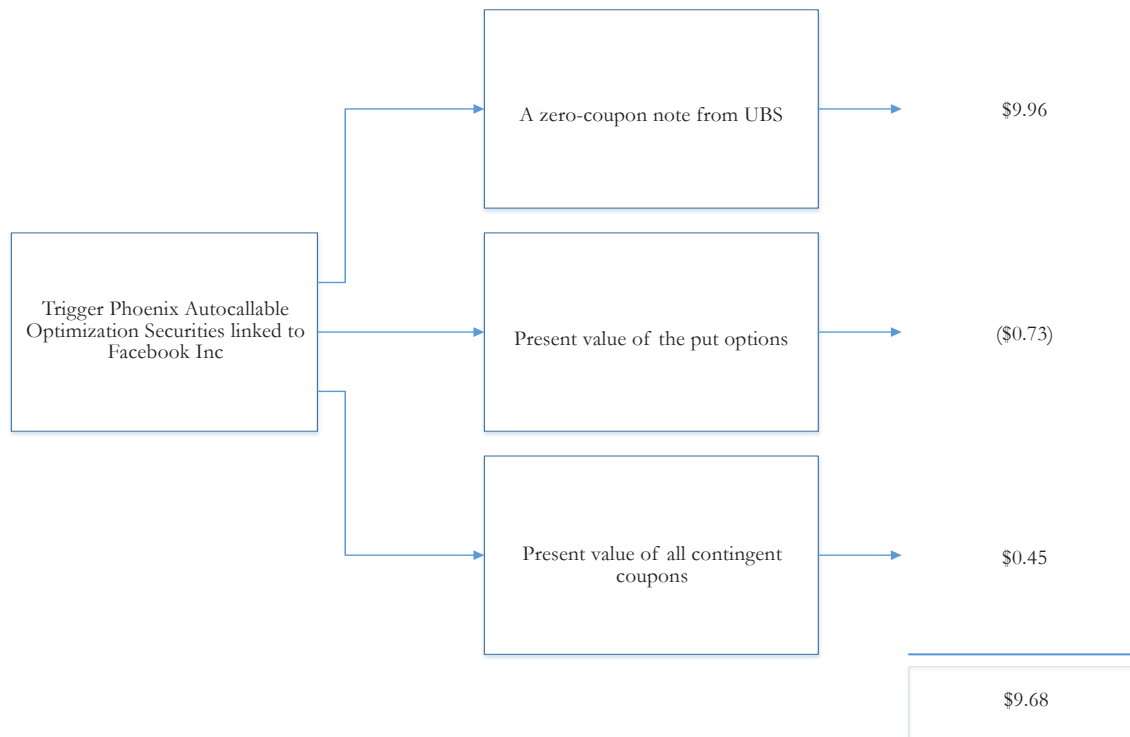 A zero-coupon note from UBS
$9.96
Trigger Phoenix Autocallable
Optimization Securities linked to
Facebook Inc
Present value of the put options
($0.73)
Present value of all contingent
coupons
$0.45
$9.68